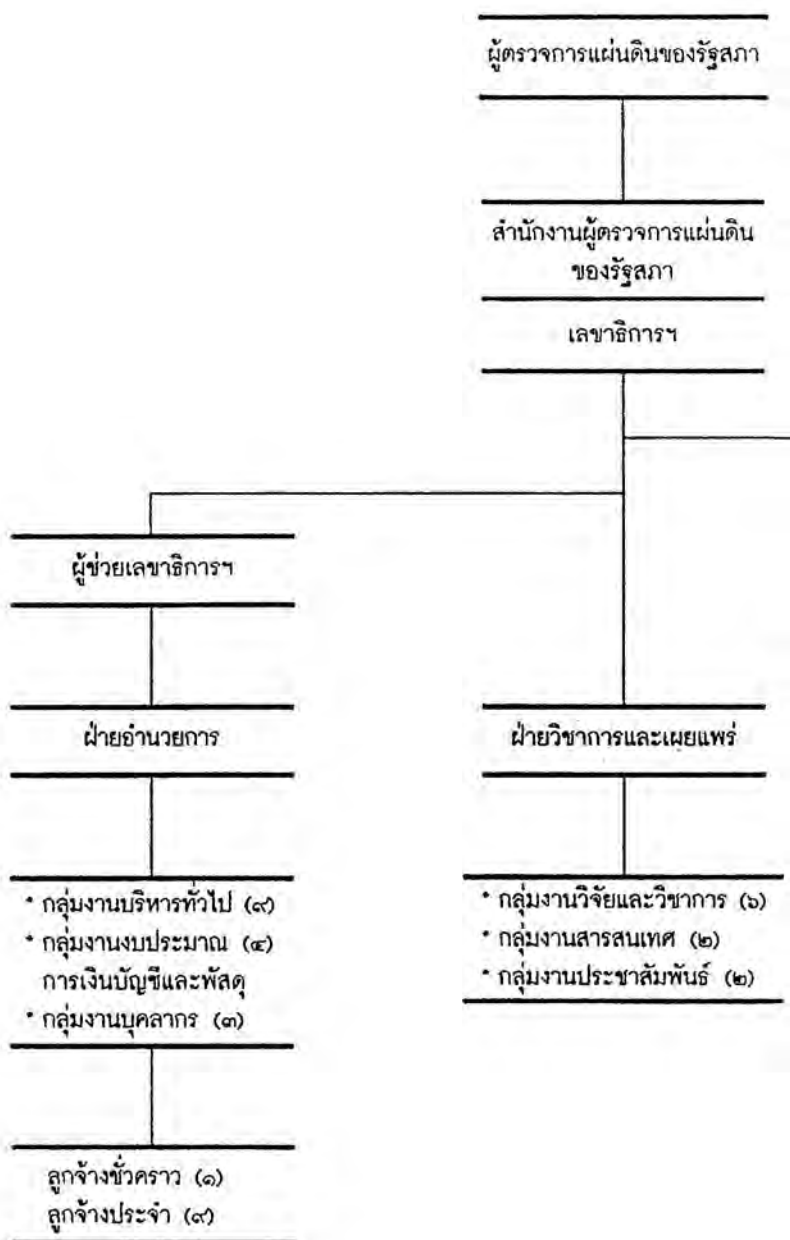 ผู้ตรวจการแผ่นดินของรัฐสภา
สำนักงานผู้ตรวจการแผ่นดิน
ของรัฐสภา
เลขาธิการฯ
ผู้ช่วยเลขาธิการฯ
ฝ่ายอำนวยการ
* กลุ่มงานบริหารทั่วไป (๙)
* กลุ่มงานงบประมาณ (๔)
การเงินบัญชีและพัสดุ
* กลุ่มงานบุคลากร (๓)
ลูกจ้างชั่วคราว (๑)
ลูกจ้างประจำ (๙)
ฝ่ายวิชาการและเผยแพร่
* กลุ่มงานวิจัยและวิชาการ (๖)
* กลุ่มงานสารสนเทศ (๒)
* กลุ่มงานประชาสัมพันธ์ (๒)